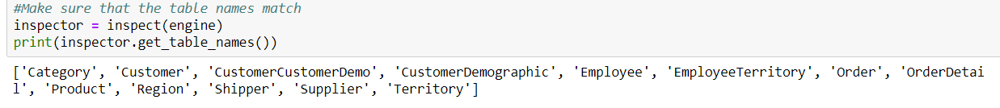 #Make sure that the table names match
inspector = inspect(engine)
print(inspector.get_table_names())
['Category', 'Customer', 'CustomerCustomerDemo', 'CustomerDemographic', 'Employee', 'EmployeeTerritory', 'Order', 'OrderDetai
l', 'Product', 'Region', 'Shipper', 'Supplier', 'Territory']